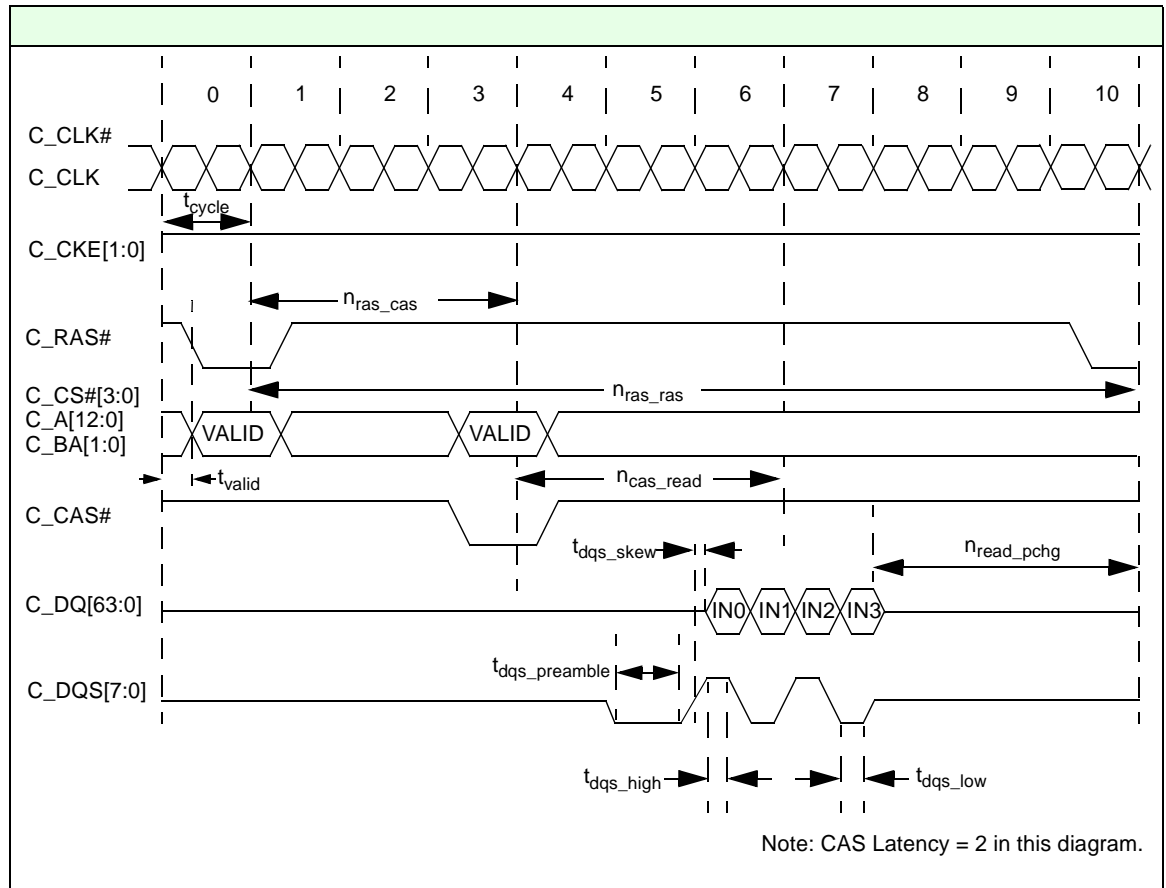 0 1 2 3 4 5 6 7 8 9 10
C_CLK#
C_CLK
tcycle
C_CKE[1:0]
nras_cas
C_RAS#
C_CS#[3:0]
nras_ras
C_A[12:0]
C_BA[1:0]
VALID VALID
tvalid
ncas_read
C_CAS#
tdqs_skew
nread_pchg
C_DQ[63:0]
IN0 IN1 IN2 IN3
tdqs_preamble
C_DQS[7:0]
tdqs_high
tdqs_low
Note: CAS Latency = 2 in this diagram.